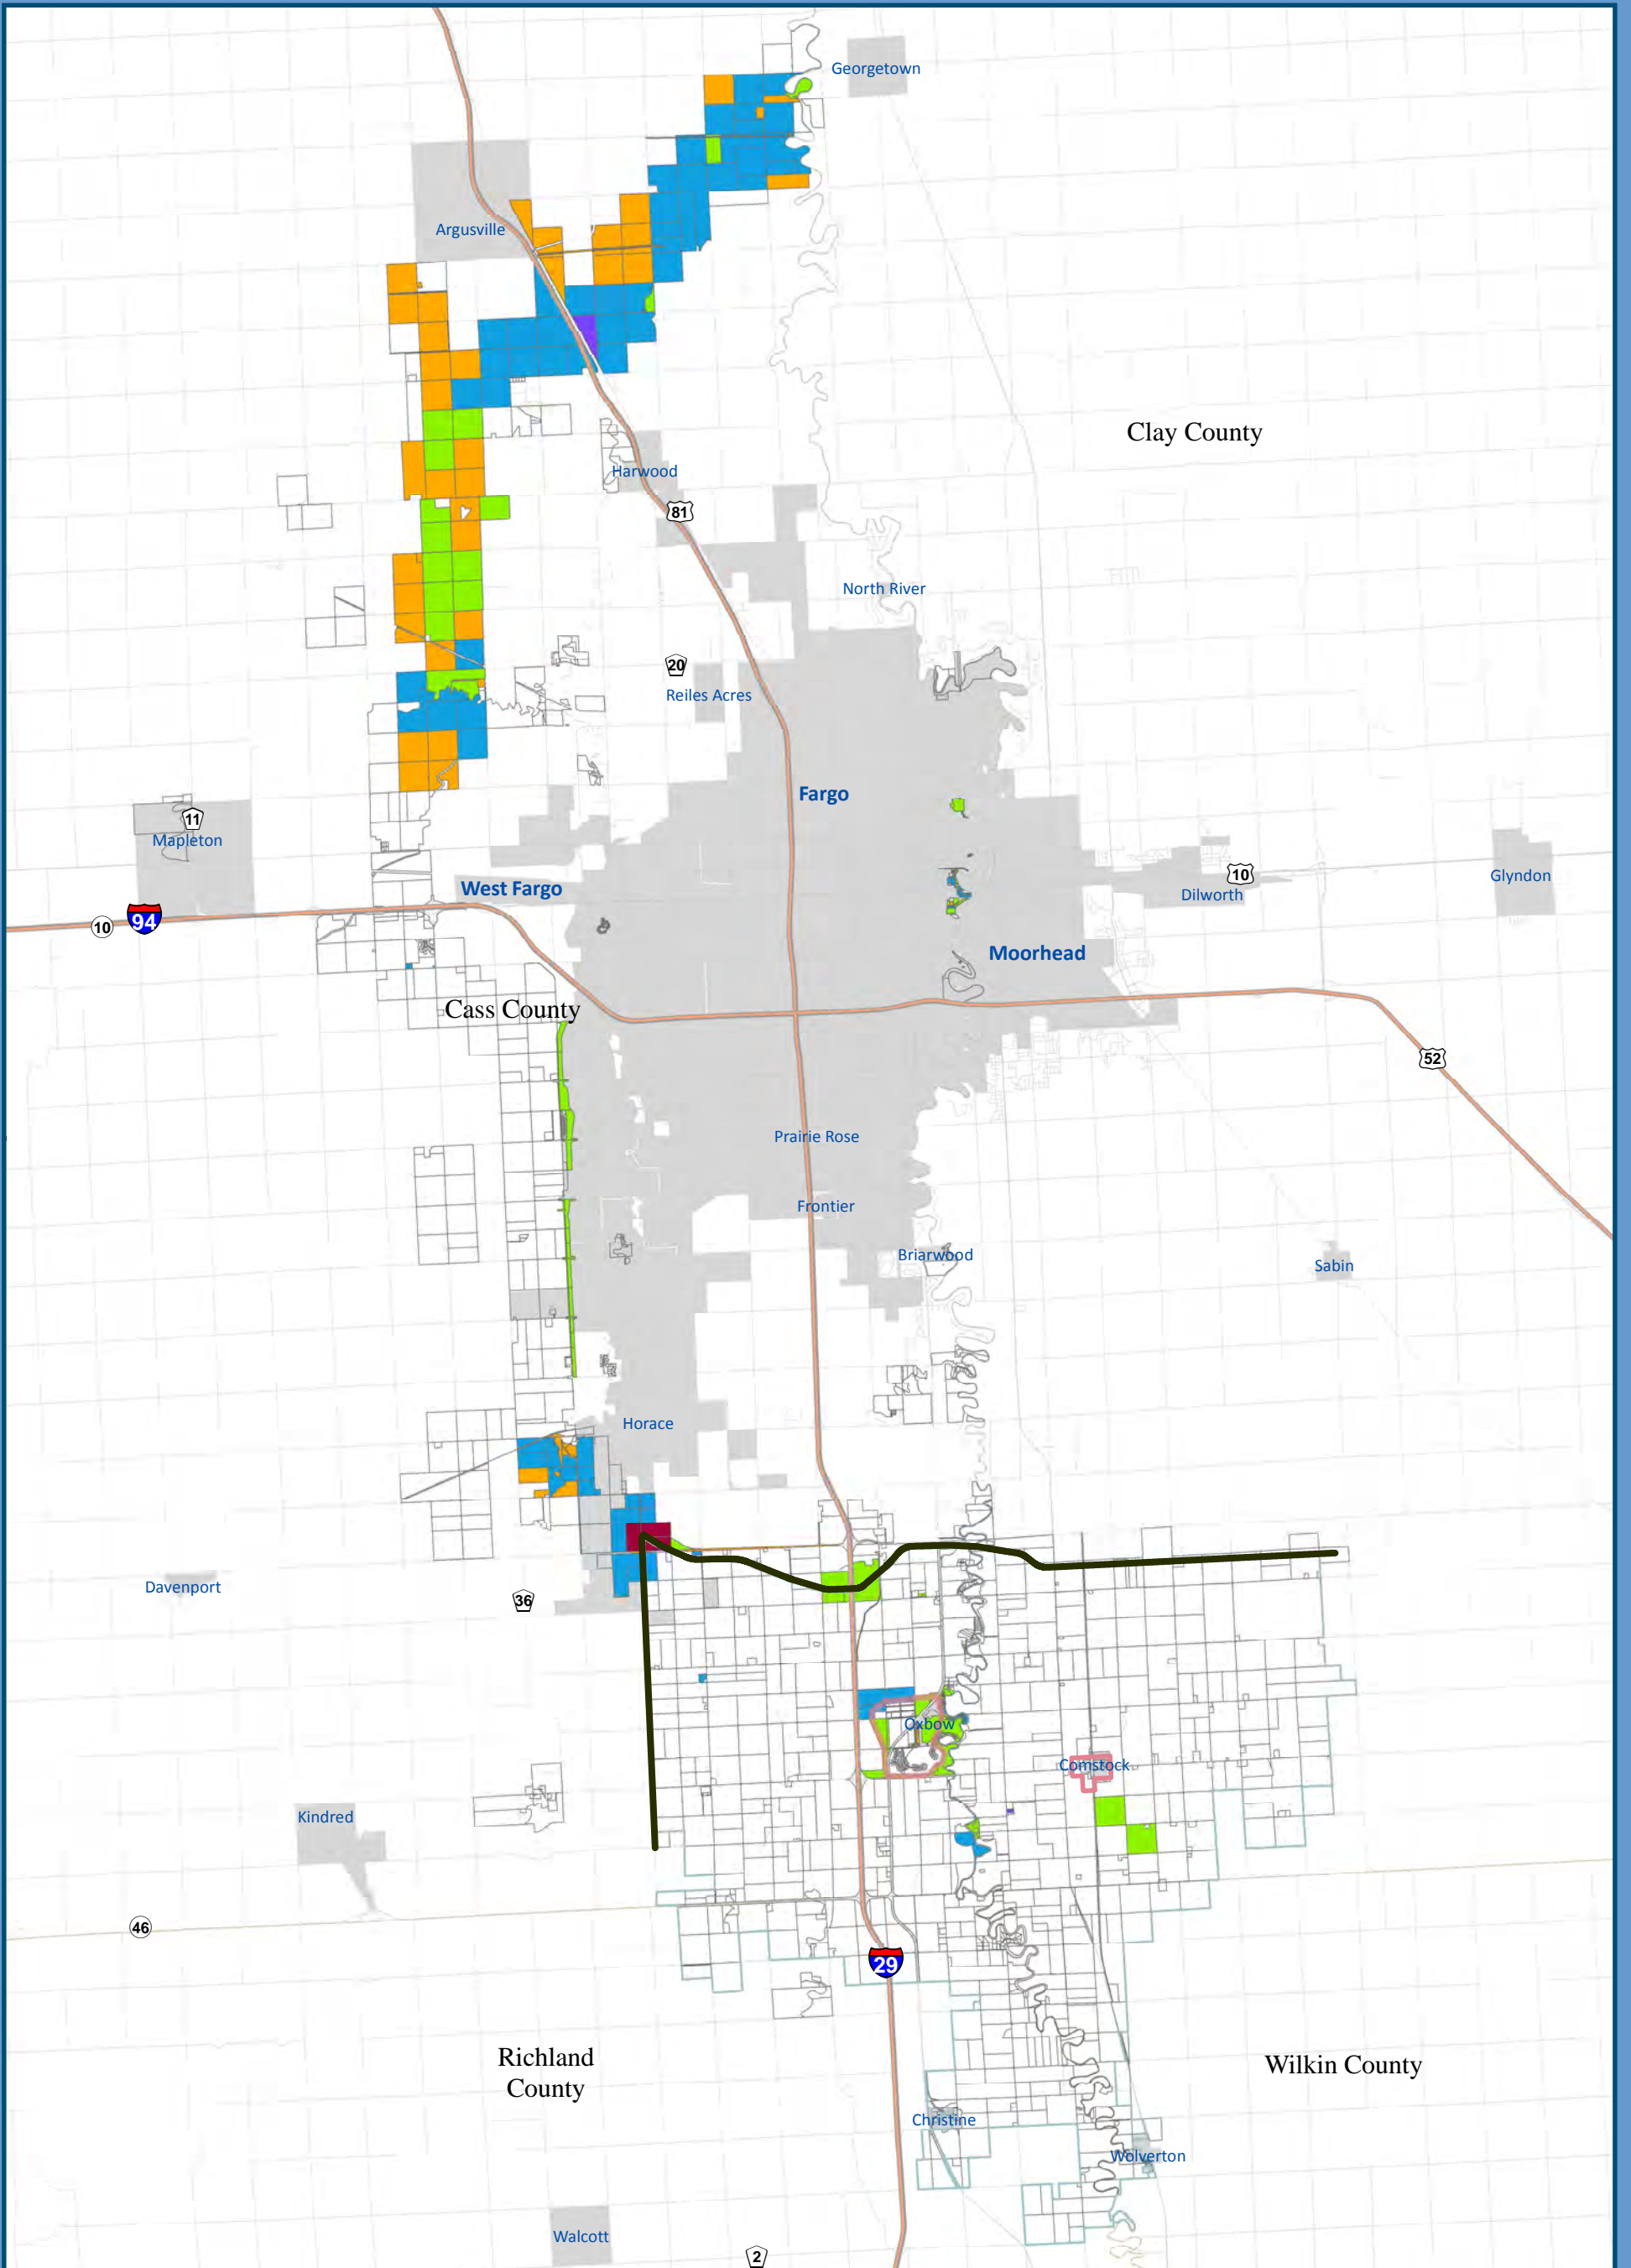 Georgetown
Argusville
Clay County
Harwood
81
North River
20
Reiles Acres
Fargo
11
Mapleton
10
Glyndon
West Fargo
Dilworth
94
10
Moorhead
Cass County
52
Prairie Rose
Frontier
Briarwood
Sabin
Horace
Davenport
36
Oxbow
Comstock
Kindred
46
29
Richland
County
Wilkin County
Christine
Wolverton
Walcott
2